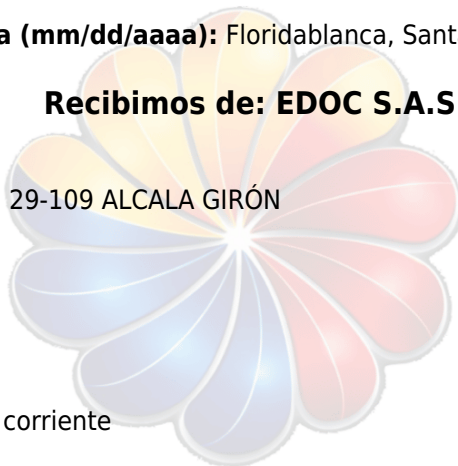 a (mm/dd/aaaa): Floridablanca, Sant
Recibimos de: EDOC S.A.S
29-109 ALCALA GIRÓN
corriente